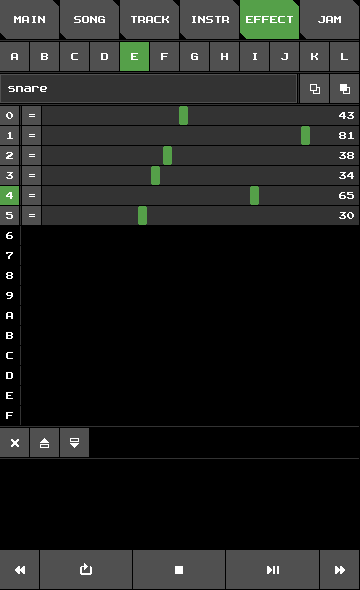 MAIN SONG TRACK INSTR EFFECT JAM
A B C D E F G H I J K L
snare
0 = 43
1 = 81
2 = 38
3 = 34
4 = 65
5 = 30
6
7
8
9
A
B
C
D
E
F